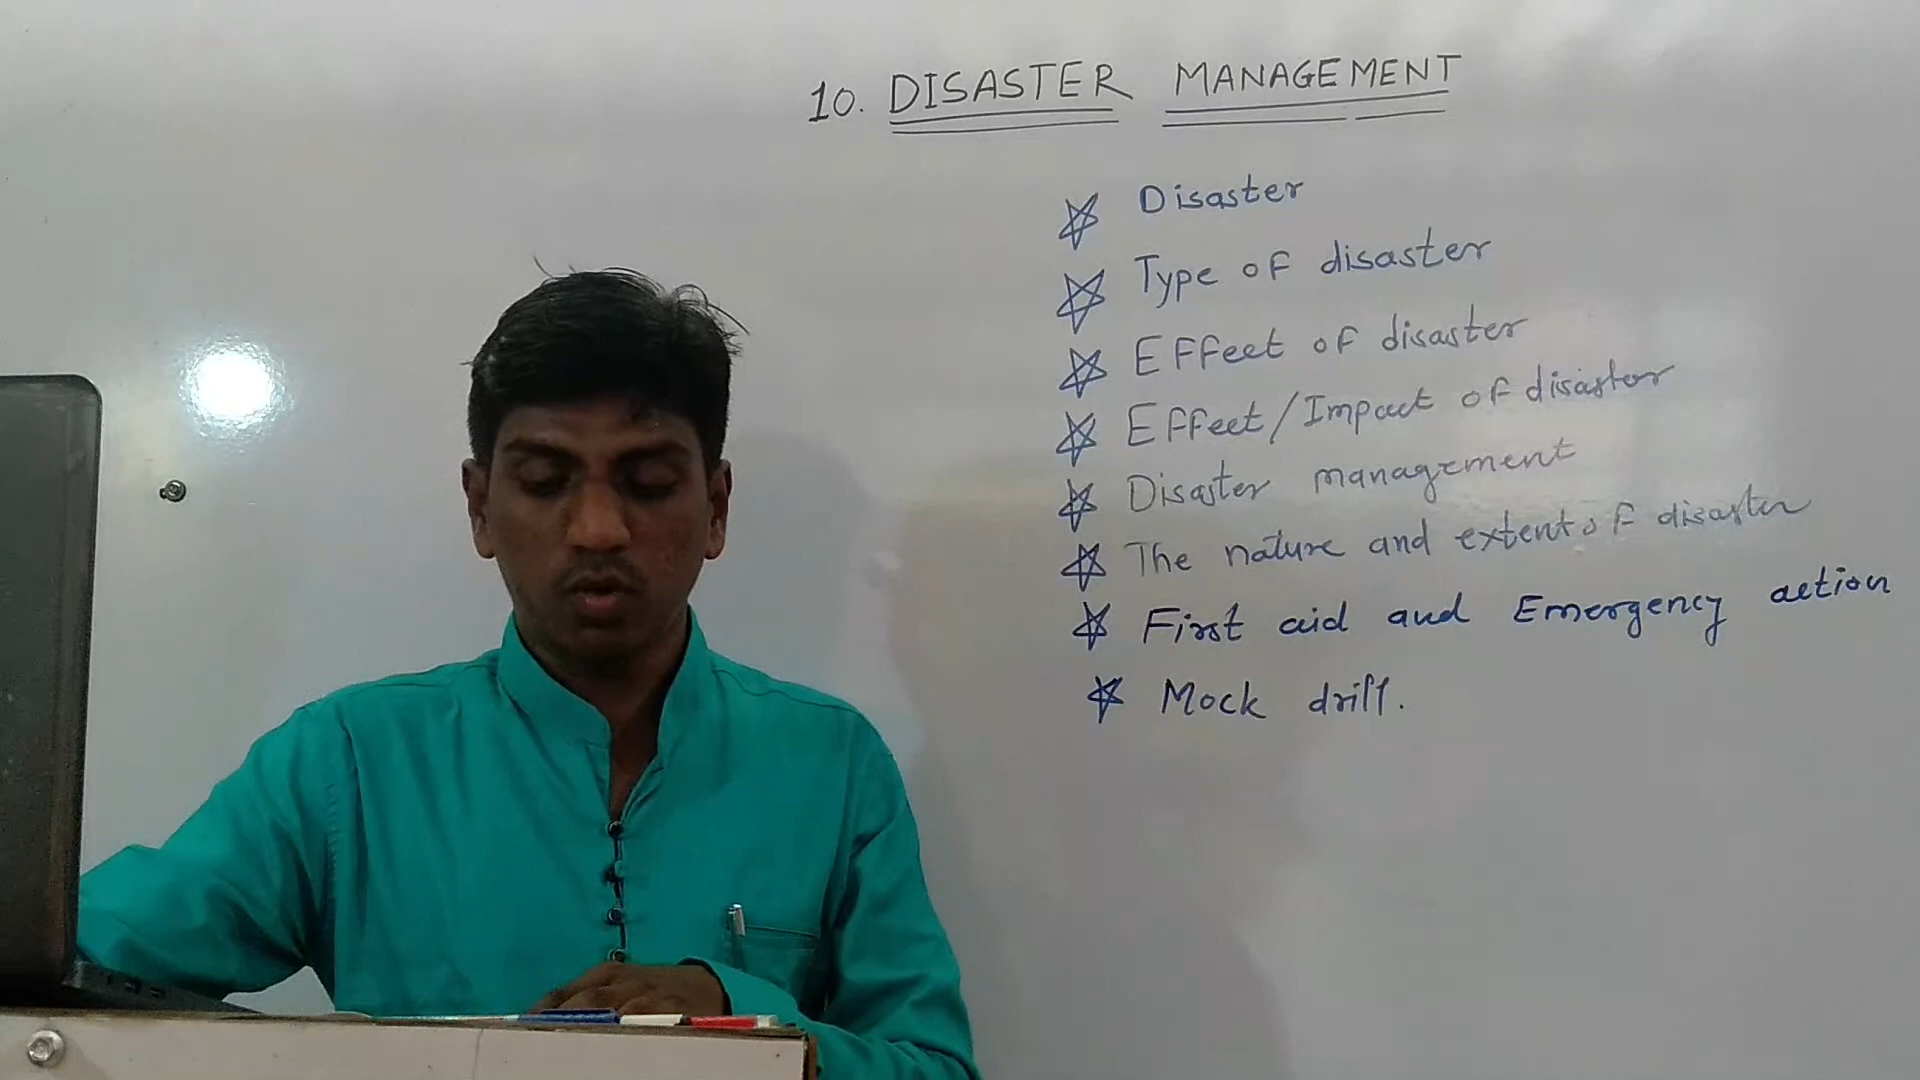 10. DISASTER MANAGEMENT
☆ Disaster
☆ Type of disaster
☆ Effect of disaster
☆ Effect/Impact of disaster
☆ Disaster management
☆ The nature and extent of disaster
☆ First aid and Emergency action
☆ Mock drill.